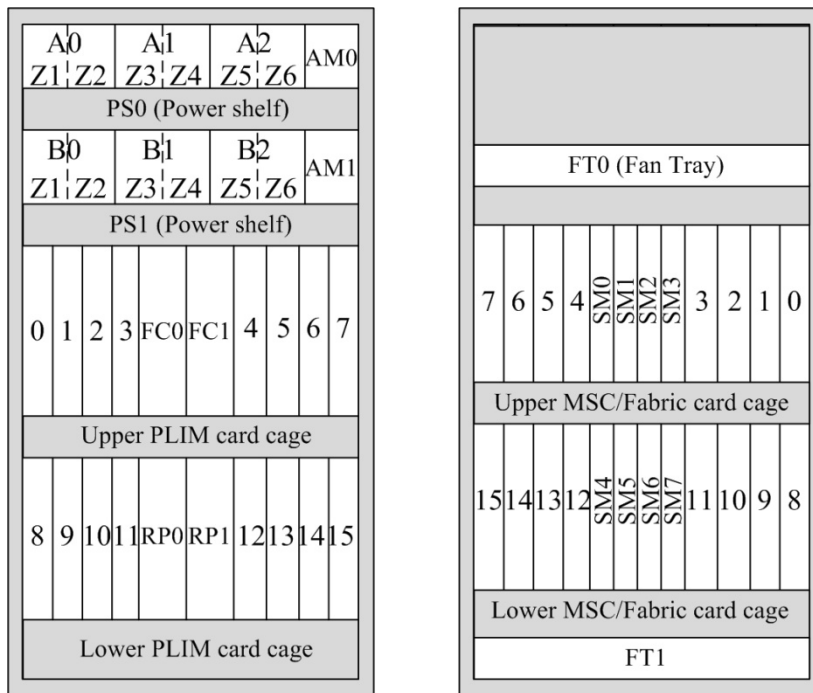 A0 A1 A2
Z1 Z2 Z3 Z4 Z5 Z6 AM0
PS0 (Power shelf)
B0 B1 B2
Z1 Z2 Z3 Z4 Z5 Z6 AM1
PS1 (Power shelf)
0 1 2 3 FC0 FC1 4 5 6 7
Upper PLIM card cage
8 9 10 11 RP0 RP1 12 13 14 15
Lower PLIM card cage
FT0 (Fan Tray)
7 6 5 4 SM0 SM1 SM2 SM3 3 2 1 0
Upper MSC/Fabric card cage
15 14 13 12 SM4 SM5 SM6 SM7 11 10 9 8
Lower MSC/Fabric card cage
FT1